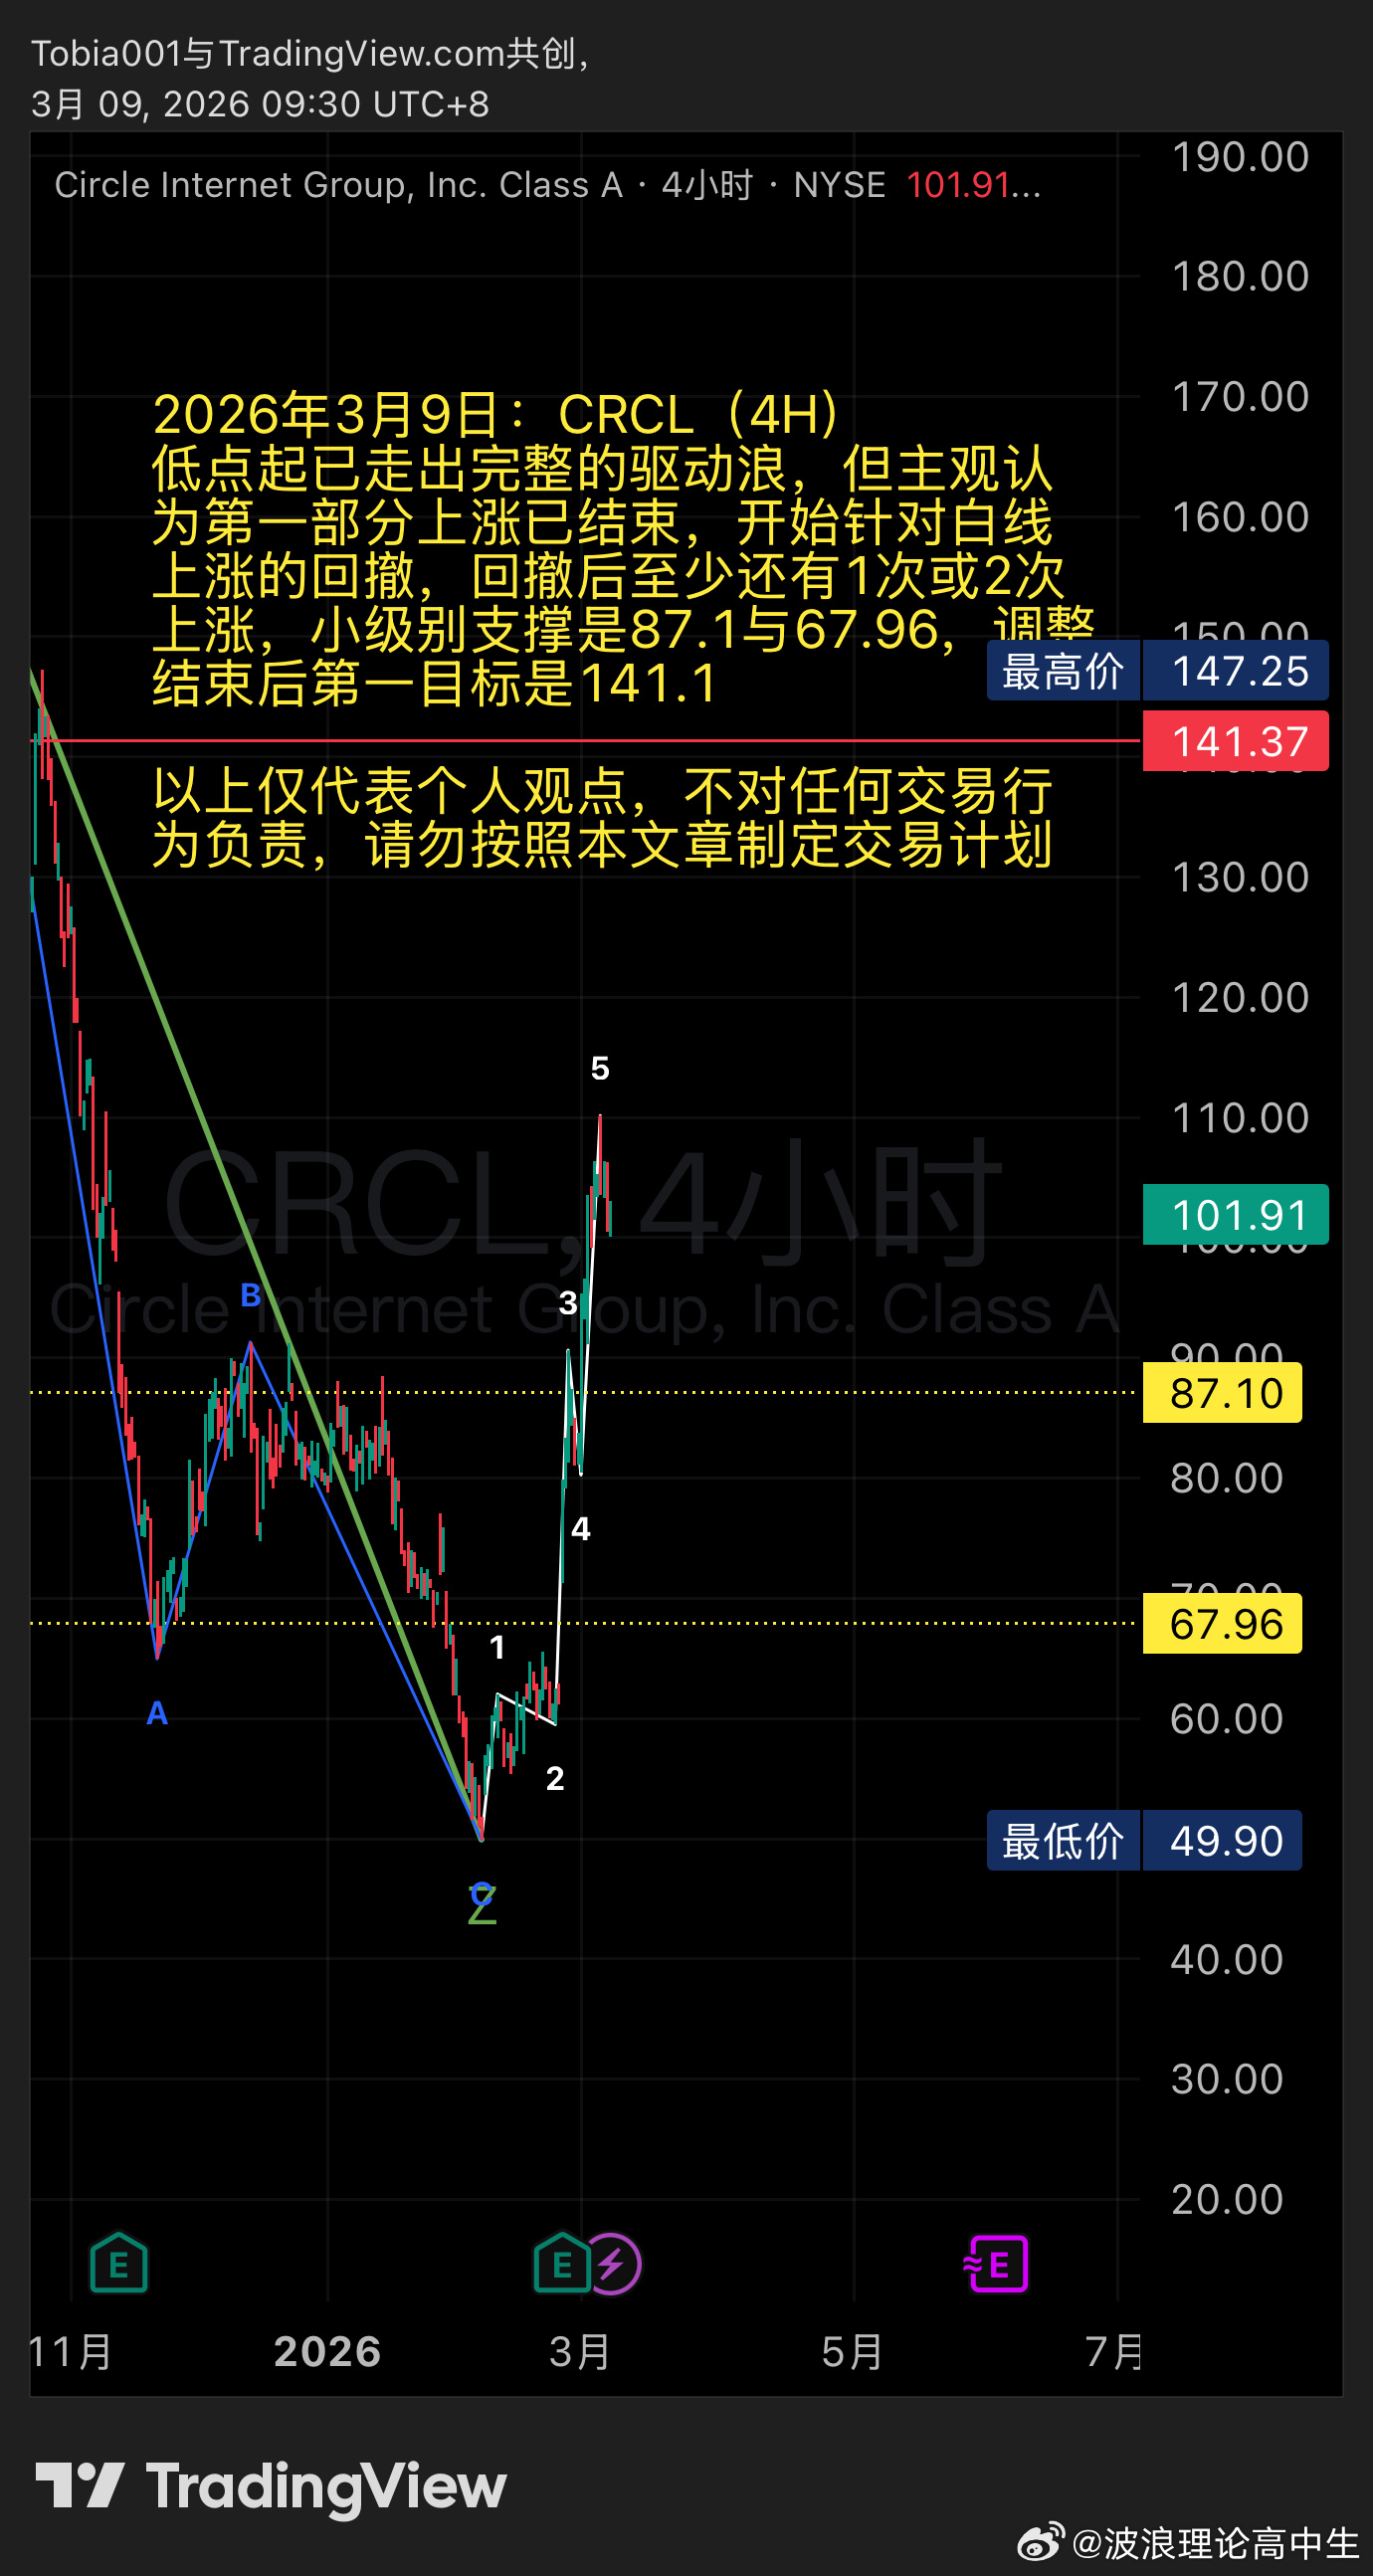 Tobia001与TradingView.com共创,
3月 09, 2026 09:30 UTC+8
Circle Internet Group, Inc. Class A · 4小时 · NYSE 101.91...
190.00
180.00
170.00
2026年3月9日：CRCL（4H）
低点起已走出完整的驱动浪，但主观认
为第一部分上涨已结束，开始针对白线
上涨的回撤，回撤后至少还有1次或2次
上涨，小级别支撑是87.1与67.96，调整
结束后第一目标是141.1
160.00
150.00
最高价 147.25
141.37
以上仅代表个人观点，不对任何交易行
为负责，请勿按照本文章制定交易计划
130.00
120.00
5
110.00
CRCL, 4小时
101.91
100.00
Circle Internet Group, Inc. Class A
B
3
90.00
87.10
80.00
4
70.00
67.96
1
A
60.00
2
最低价 49.90
C
Z
40.00
30.00
20.00
E
E
≈E
11月 2026 3月 5月 7月
TradingView
@波浪理论高中生